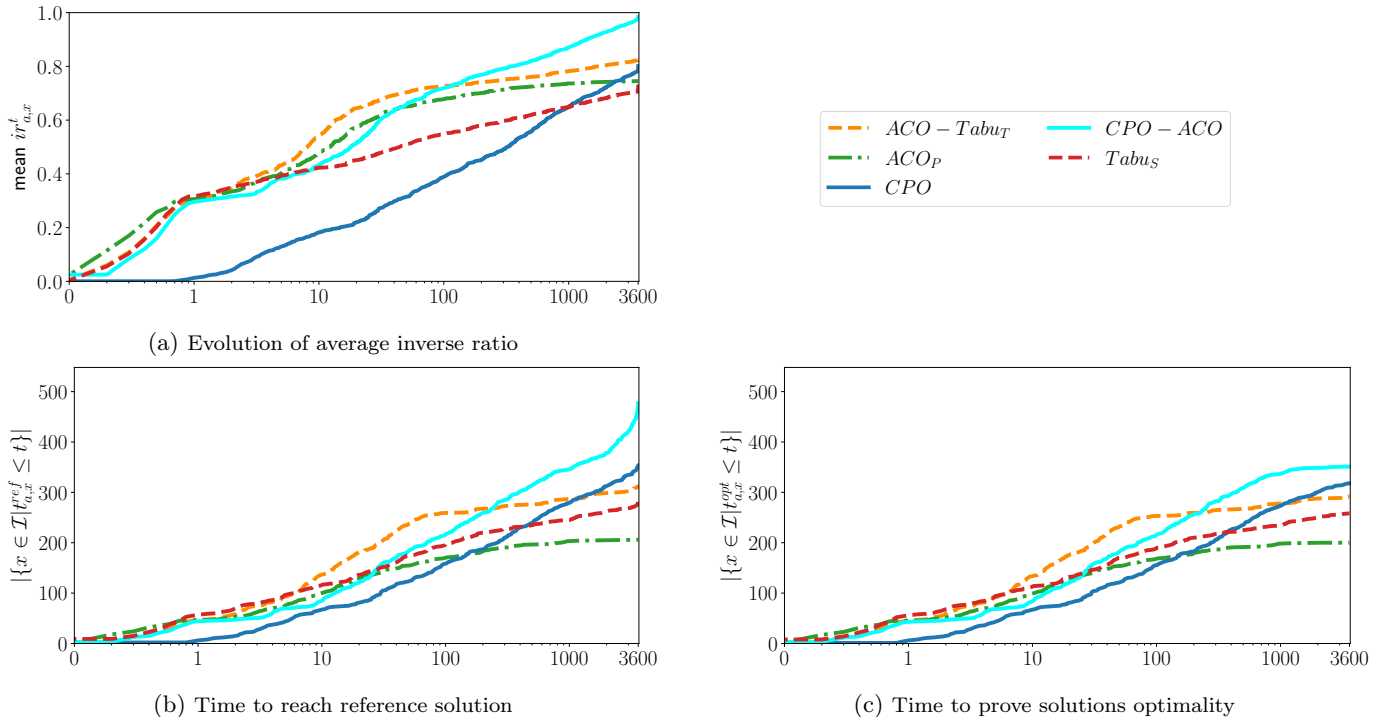 1.0
0.8
0.6
0.4
0.2
0.0
mean $ir^t_{a,x}$
0 1 10 100 1000 3600
(a) Evolution of average inverse ratio
$ACO - Tabu_T$
$ACO_P$
$CPO$
$CPO - ACO$
$Tabu_S$
500
400
300
200
100
0
$|\{x \in \mathcal{I} | t^{ref}_{a,x} \leq t\}|$
0 1 10 100 1000 3600
(b) Time to reach reference solution
500
400
300
200
100
0
$|\{x \in \mathcal{I} | t^{opt}_{a,x} \leq t\}|$
0 1 10 100 1000 3600
(c) Time to prove solutions optimality